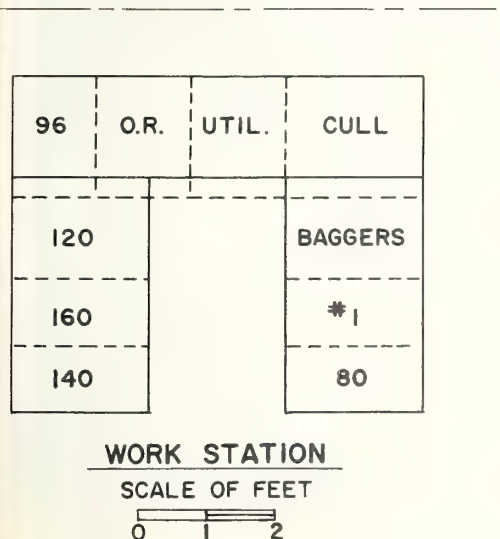 96 O.R. UTIL. CULL
120 BAGGERS
160 #1
140 80
WORK STATION
SCALE OF FEET
0 1 2